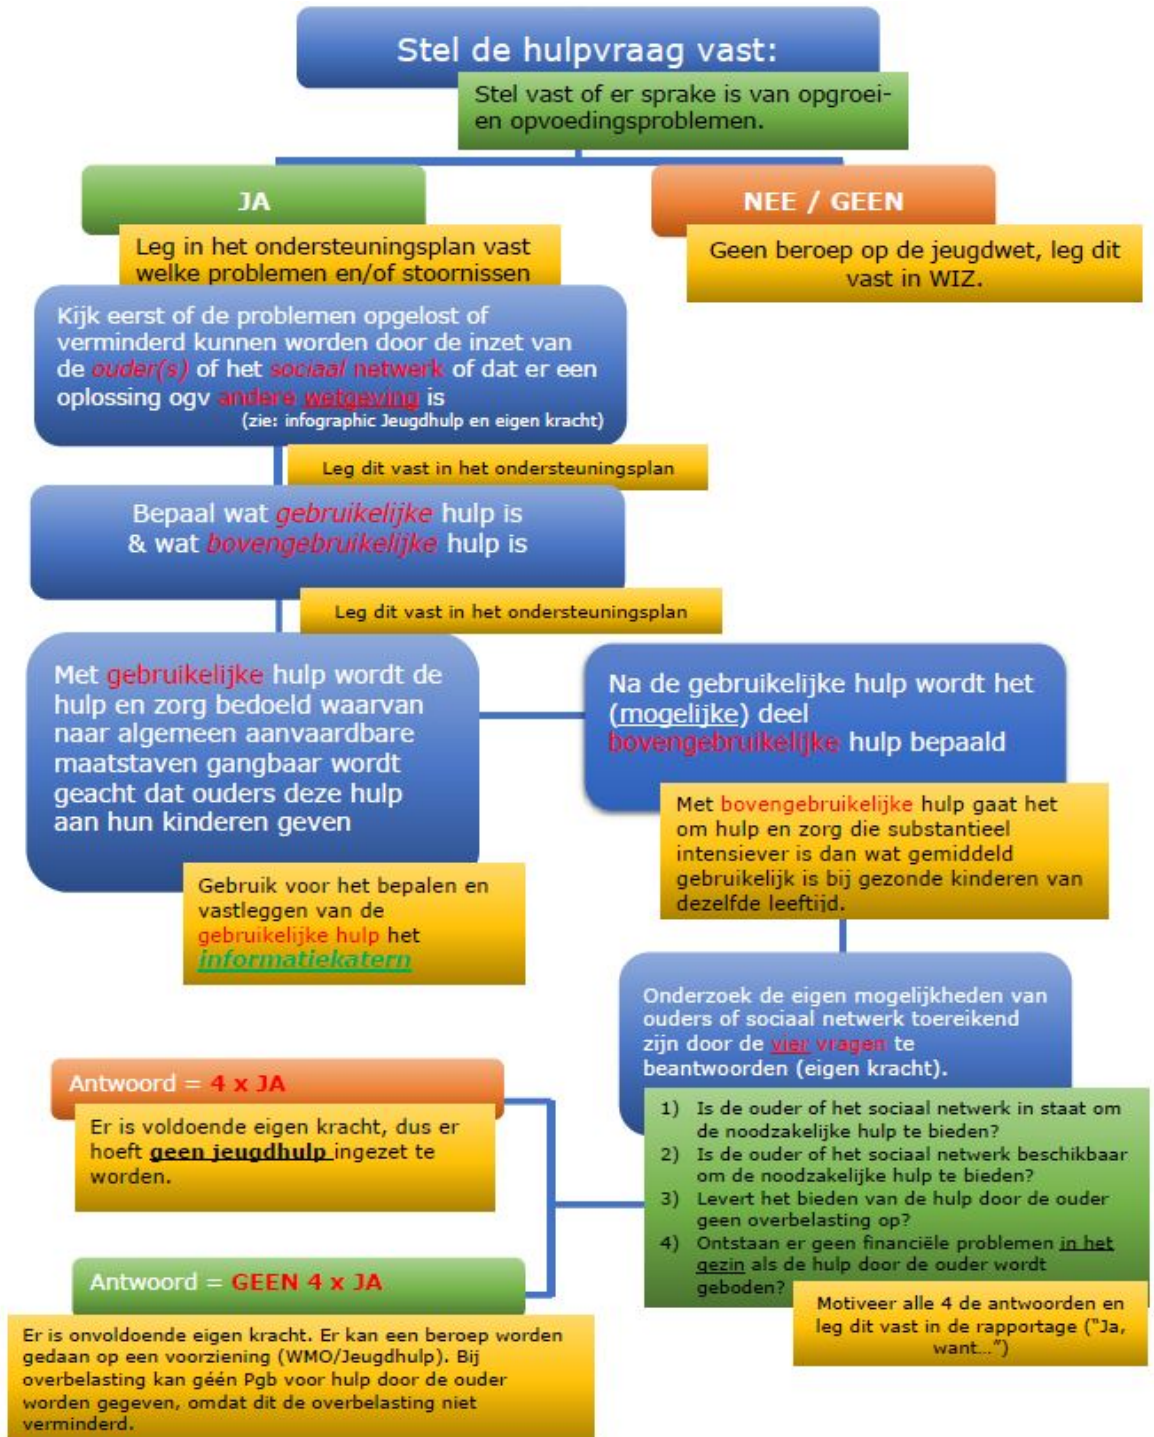 Stel de hulpvraag vast:
Stel vast of er sprake is van opgroei-
en opvoedingsproblemen.
JA
NEE / GEEN
Leg in het ondersteuningsplan vast
welke problemen en/of stoornissen
Geen beroep op de jeugdwet, leg dit
vast in WIZ.
Kijk eerst of de problemen opgelost of
verminderd kunnen worden door de inzet van
de ouder(s) of het sociaal netwerk of dat er een
oplossing ogv andere wetgeving is
(zie: infographic Jeugdhulp en eigen kracht)
Leg dit vast in het ondersteuningsplan
Bepaal wat gebruikelijke hulp is
& wat bovengebruikelijke hulp is
Leg dit vast in het ondersteuningsplan
Met gebruikelijke hulp wordt de
hulp en zorg bedoeld waarvan
naar algemeen aanvaardbare
maatstaven gangbaar wordt
geacht dat ouders deze hulp
aan hun kinderen geven
Gebruik voor het bepalen en
vastleggen van de
gebruikelijke hulp het
informatiekatern
Na de gebruikelijke hulp wordt het
(mogelijke) deel
bovengebruikelijke hulp bepaald
Met bovengebruikelijke hulp gaat het
om hulp en zorg die substantieel
intensiever is dan wat gemiddeld
gebruikelijk is bij gezonde kinderen van
dezelfde leeftijd.
Onderzoek de eigen mogelijkheden van
ouders of sociaal netwerk toereikend
zijn door de vier vragen te
beantwoorden (eigen kracht).
1) Is de ouder of het sociaal netwerk in staat om
de noodzakelijke hulp te bieden?
2) Is de ouder of het sociaal netwerk beschikbaar
om de noodzakelijke hulp te bieden?
3) Levert het bieden van de hulp door de ouder
geen overbelasting op?
4) Ontstaan er geen financiële problemen in het
gezin als de hulp door de ouder wordt
geboden?
Motiveer alle 4 de antwoorden en
leg dit vast in de rapportage ("Ja,
want…")
Antwoord = 4 x JA
Er is voldoende eigen kracht, dus er
hoeft geen jeugdhulp ingezet te
worden.
Antwoord = GEEN 4 x JA
Er is onvoldoende eigen kracht. Er kan een beroep worden
gedaan op een voorziening (WMO/Jeugdhulp). Bij
overbelasting kan géén Pgb voor hulp door de ouder
worden gegeven, omdat dit de overbelasting niet
verminderd.